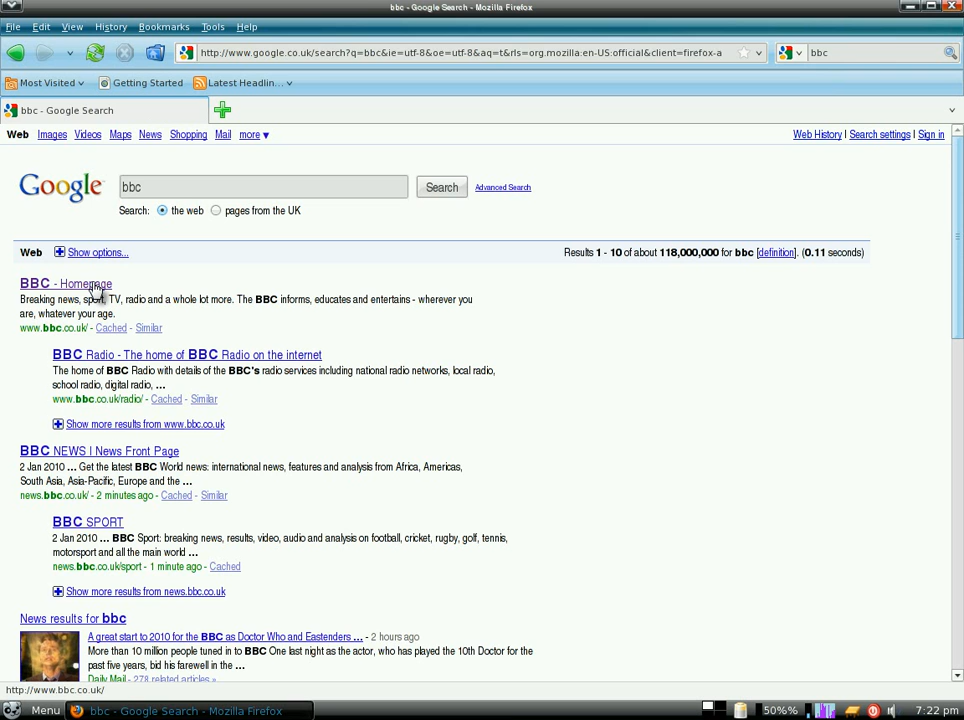 bbc - Google Search - Mozilla Firefox
File Edit View History Bookmarks Tools Help
http://www.google.co.uk/search?q=bbc&ie=utf-8&oe=utf-8&aq=t&rls=org.mozilla:en-US:official&client=firefox-a bbc
Most Visited Getting Started Latest Headlin...
bbc - Google Search
Web Images Videos Maps News Shopping Mail more ▼ Web History | Search settings | Sign in
Google bbc Search Advanced Search
Search: the web pages from the UK
Web Show options... Results 1 - 10 of about 118,000,000 for bbc [definition]. (0.11 seconds)
BBC - Homepage
Breaking news, sport, TV, radio and a whole lot more. The BBC informs, educates and entertains - wherever you
are, whatever your age.
www.bbc.co.uk/ - Cached - Similar
BBC Radio - The home of BBC Radio on the internet
The home of BBC Radio with details of the BBC's radio services including national radio networks, local radio,
school radio, digital radio, ...
www.bbc.co.uk/radio/ - Cached - Similar
Show more results from www.bbc.co.uk
BBC NEWS | News Front Page
2 Jan 2010 ... Get the latest BBC World news: international news, features and analysis from Africa, Americas,
South Asia, Asia-Pacific, Europe and the ...
news.bbc.co.uk/ - 2 minutes ago - Cached - Similar
BBC SPORT
2 Jan 2010 ... BBC Sport: breaking news, results, video, audio and analysis on football, cricket, rugby, golf, tennis,
motorsport and all the main world ...
news.bbc.co.uk/sport - 1 minute ago - Cached
Show more results from news.bbc.co.uk
News results for bbc
A great start to 2010 for the BBC as Doctor Who and Eastenders ... - 2 hours ago
More than 10 million people tuned in to BBC One last night as the actor, who has played the 10th Doctor for the
past five years, bid his farewell in the ...
Daily Mail - 278 related articles »
http://www.bbc.co.uk/
Menu bbc - Google Search - Mozilla Firefox 50%% 7:22 pm